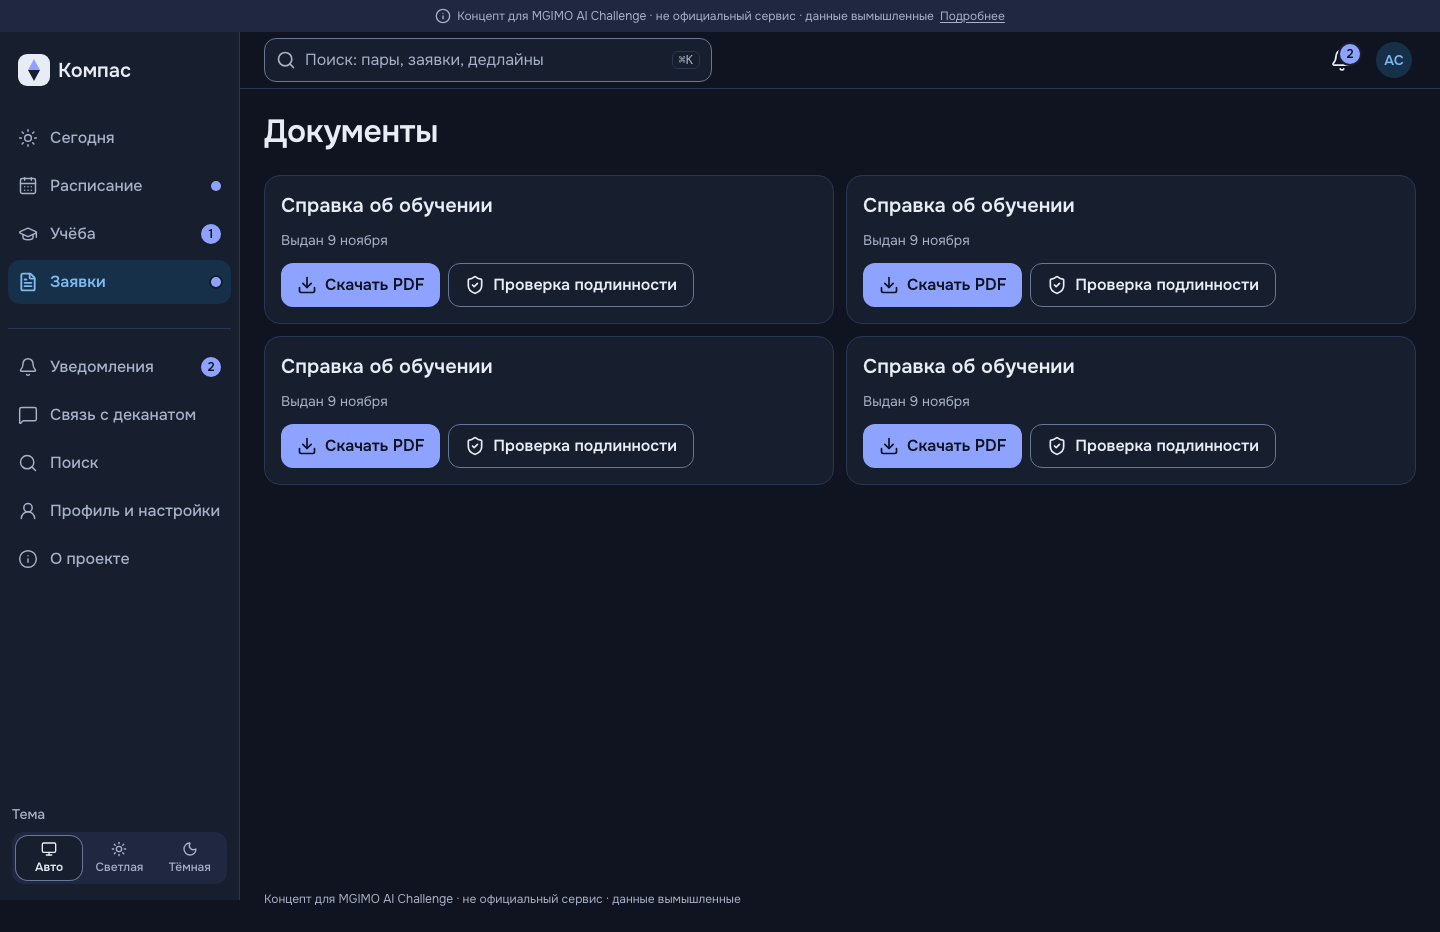 Концепт для MGIMO AI Challenge · не официальный сервис · данные вымышленные Подробнее
Компас
Поиск: пары, заявки, дедлайны
⌘K
2
АС
Сегодня
Расписание
Учёба
1
Заявки
Уведомления
2
Связь с деканатом
Поиск
Профиль и настройки
О проекте
Тема
Авто
Светлая
Тёмная
Документы
Справка об обучении
Выдан 9 ноября
Скачать PDF
Проверка подлинности
Справка об обучении
Выдан 9 ноября
Скачать PDF
Проверка подлинности
Справка об обучении
Выдан 9 ноября
Скачать PDF
Проверка подлинности
Справка об обучении
Выдан 9 ноября
Скачать PDF
Проверка подлинности
Концепт для MGIMO AI Challenge · не официальный сервис · данные вымышленные